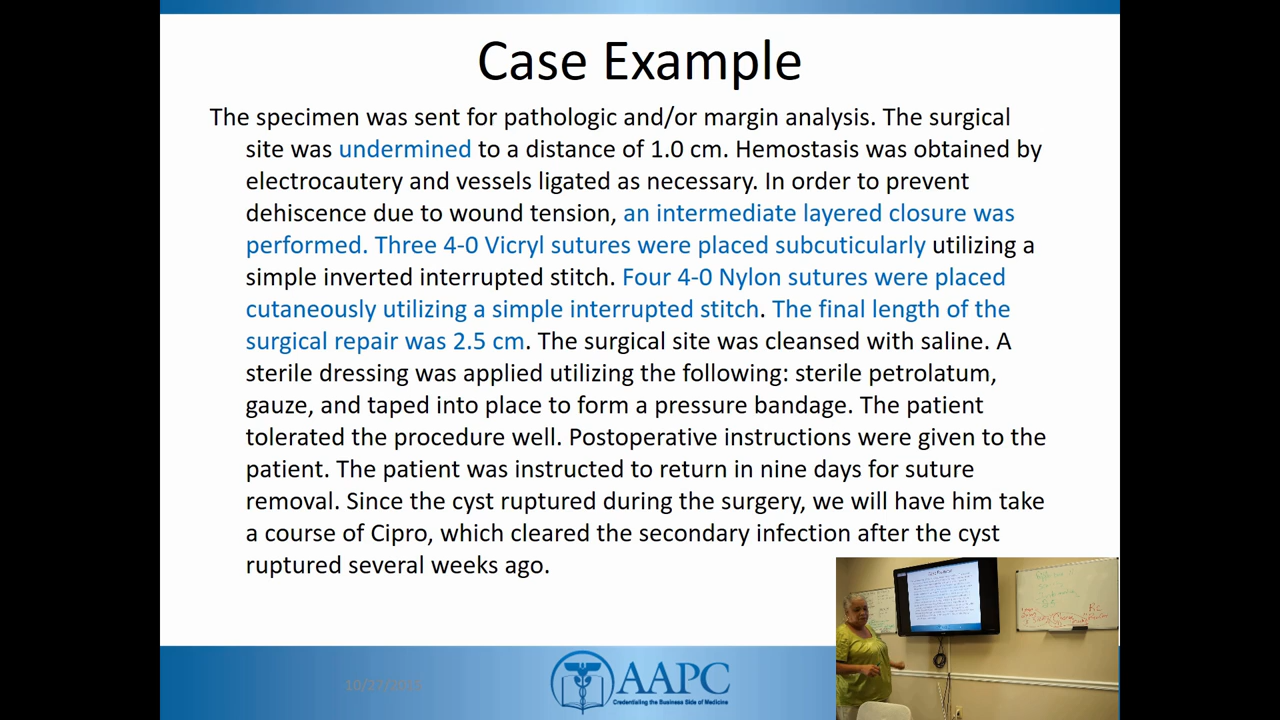 Case Example
The specimen was sent for pathologic and/or margin analysis. The surgical
site was undermined to a distance of 1.0 cm. Hemostasis was obtained by
electrocautery and vessels ligated as necessary. In order to prevent
dehiscence due to wound tension, an intermediate layered closure was
performed. Three 4-0 Vicryl sutures were placed subcuticularly utilizing a
simple inverted interrupted stitch. Four 4-0 Nylon sutures were placed
cutaneously utilizing a simple interrupted stitch. The final length of the
surgical repair was 2.5 cm. The surgical site was cleansed with saline. A
sterile dressing was applied utilizing the following: sterile petrolatum,
gauze, and taped into place to form a pressure bandage. The patient
tolerated the procedure well. Postoperative instructions were given to the
patient. The patient was instructed to return in nine days for suture
removal. Since the cyst ruptured during the surgery, we will have him take
a course of Cipro, which cleared the secondary infection after the cyst
ruptured several weeks ago.
AAPC
Credentialing the Business Side of Medicine